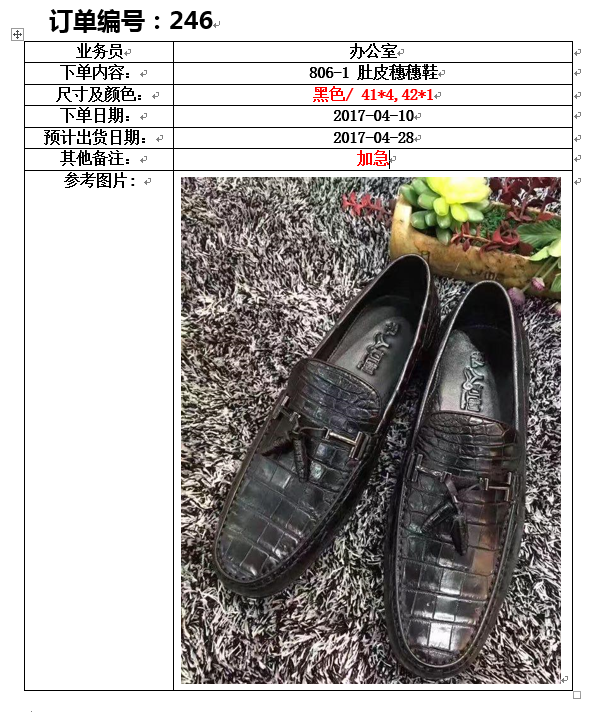 订单编号：246
业务员 办公室
下单内容： 806-1 肚皮穗穗鞋
尺寸及颜色： 黑色/ 41*4,42*1
下单日期： 2017-04-10
预计出货日期： 2017-04-28
其他备注： 加急
参考图片：